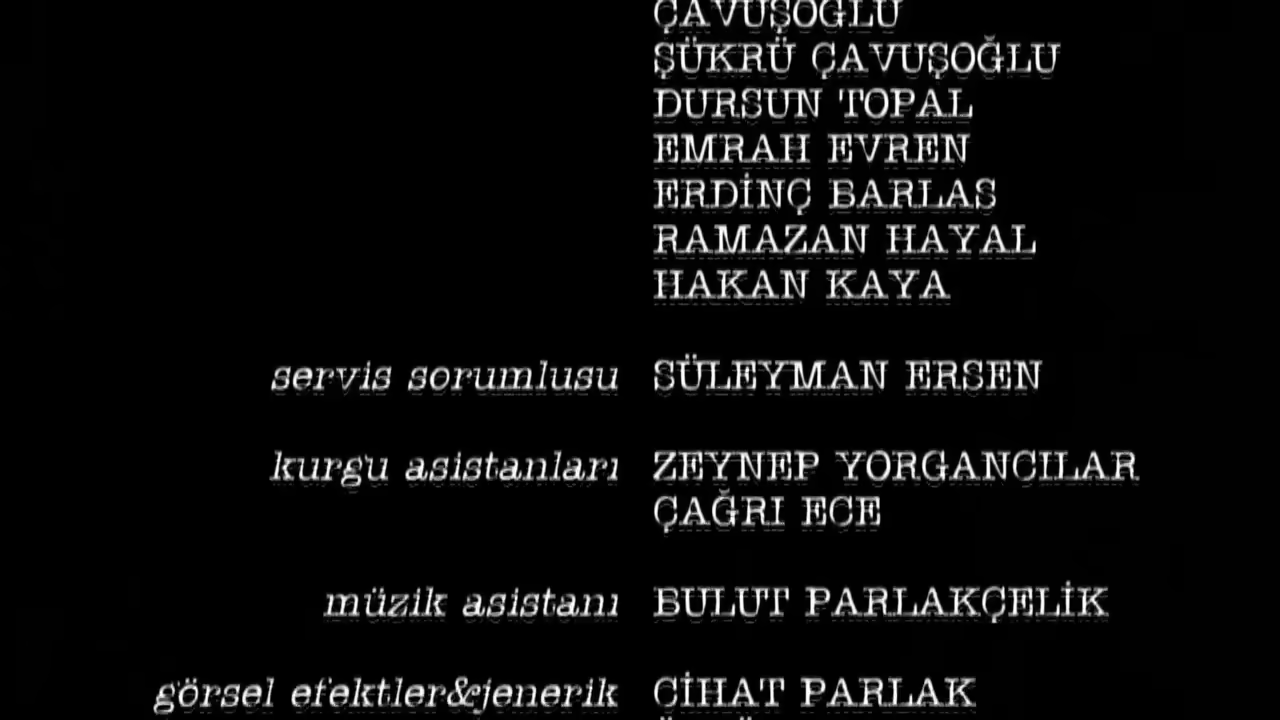 ÇAVUŞOĞLU
ŞÜKRÜ ÇAVUŞOĞLU
DURSUN TOPAL
EMRAH EVREN
ERDİNÇ BARLAS
RAMAZAN HAYAL
HAKAN KAYA
servis sorumlusu SÜLEYMAN ERSEN
kurgu asistanları ZEYNEP YORGANCILAR
ÇAĞRI ECE
müzik asistanı BULUT PARLAKÇELİK
görsel efektler&jenerik CİHAT PARLAK